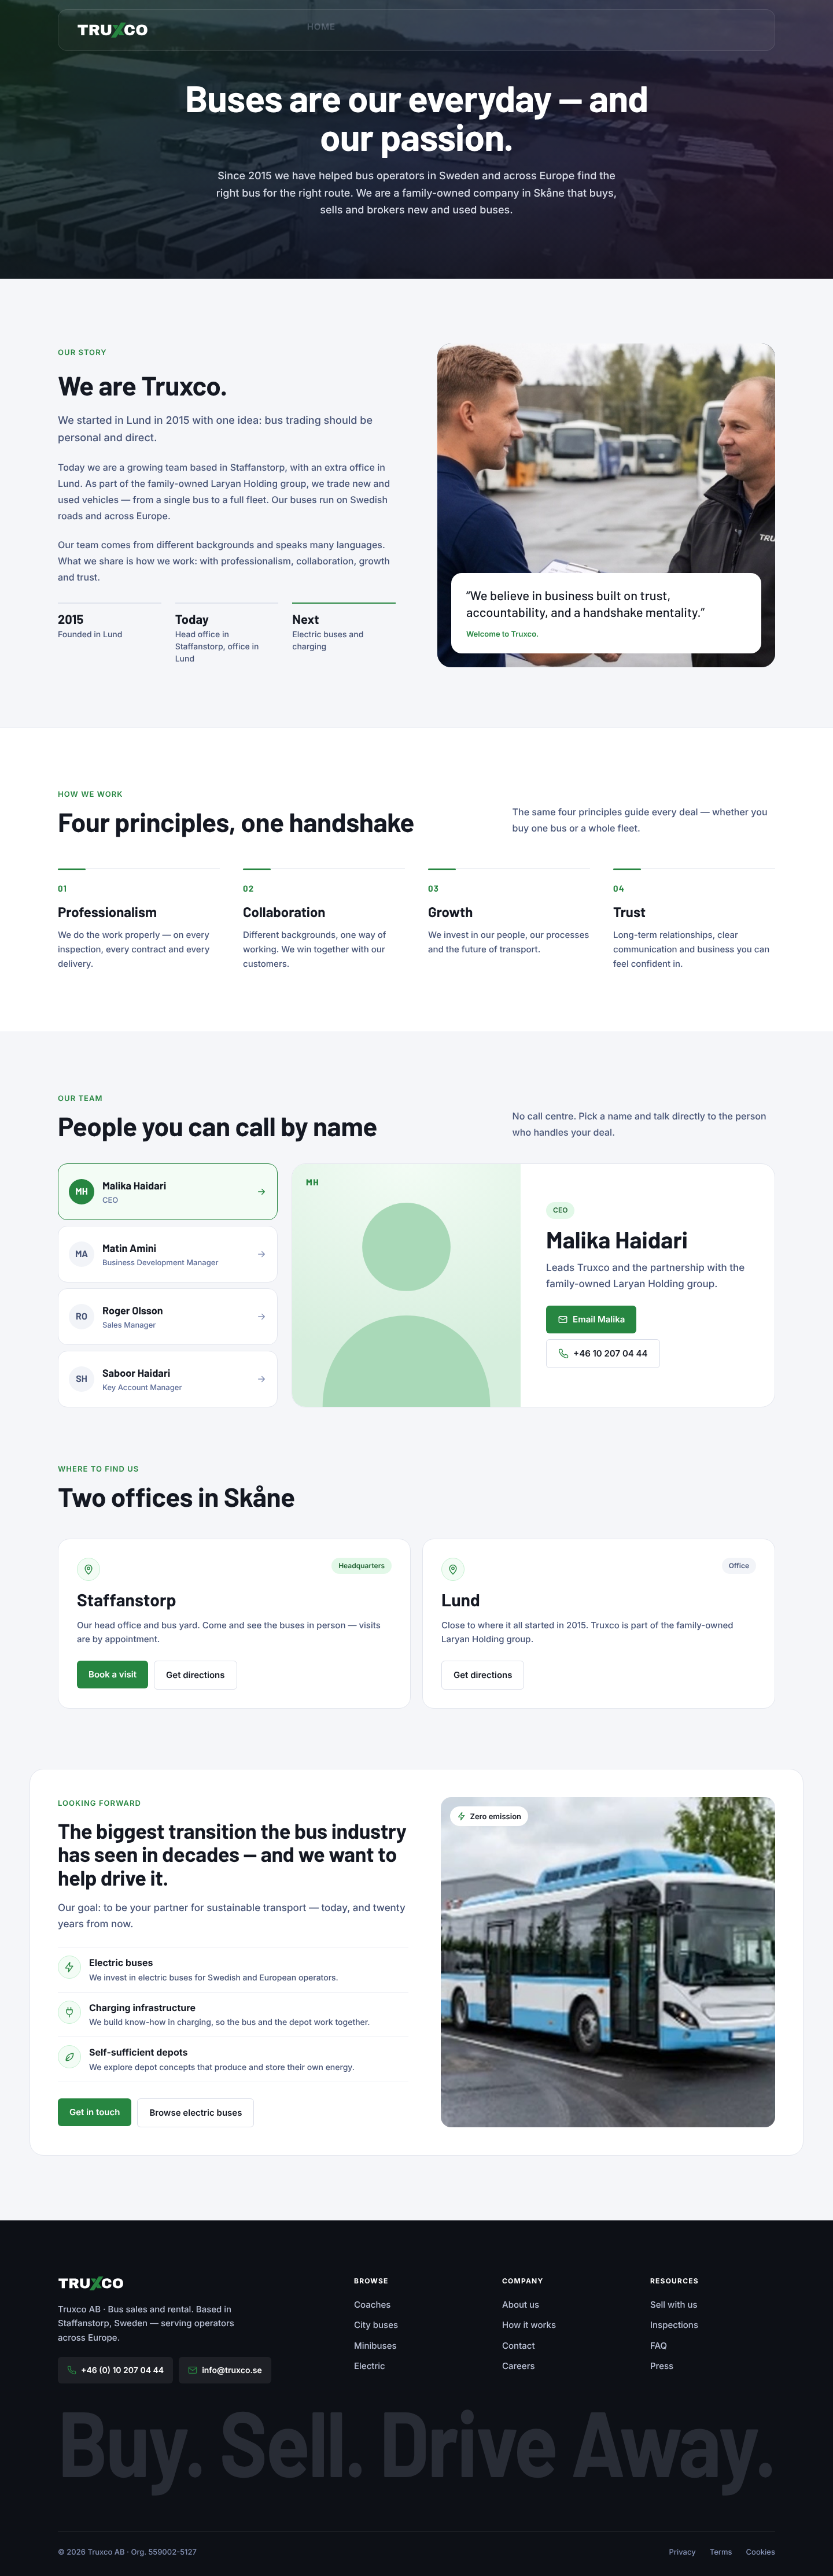 TRUXCO
HOME
Buses are our everyday — and
our passion.
Since 2015 we have helped bus operators in Sweden and across Europe find the
right bus for the right route. We are a family-owned company in Skåne that buys,
sells and brokers new and used buses.
OUR STORY
We are Truxco.
We started in Lund in 2015 with one idea: bus trading should be
personal and direct.
Today we are a growing team based in Staffanstorp, with an extra office in
Lund. As part of the family-owned Laryan Holding group, we trade new and
used vehicles — from a single bus to a full fleet. Our buses run on Swedish
roads and across Europe.
Our team comes from different backgrounds and speaks many languages.
What we share is how we work: with professionalism, collaboration, growth
and trust.
2015
Founded in Lund
Today
Head office in
Staffanstorp, office in
Lund
Next
Electric buses and
charging
TRU
“We believe in business built on trust,
accountability, and a handshake mentality.”
Welcome to Truxco.
HOW WE WORK
Four principles, one handshake
The same four principles guide every deal — whether you
buy one bus or a whole fleet.
01
Professionalism
We do the work properly — on every
inspection, every contract and every
delivery.
02
Collaboration
Different backgrounds, one way of
working. We win together with our
customers.
03
Growth
We invest in our people, our processes
and the future of transport.
04
Trust
Long-term relationships, clear
communication and business you can
feel confident in.
OUR TEAM
People you can call by name
No call centre. Pick a name and talk directly to the person
who handles your deal.
MH
Malika Haidari
CEO
MA
Matin Amini
Business Development Manager
RO
Roger Olsson
Sales Manager
SH
Saboor Haidari
Key Account Manager
MH
CEO
Malika Haidari
Leads Truxco and the partnership with the
family-owned Laryan Holding group.
Email Malika
+46 10 207 04 44
WHERE TO FIND US
Two offices in Skåne
Headquarters
Staffanstorp
Our head office and bus yard. Come and see the buses in person — visits
are by appointment.
Book a visit
Get directions
Office
Lund
Close to where it all started in 2015. Truxco is part of the family-owned
Laryan Holding group.
Get directions
LOOKING FORWARD
The biggest transition the bus industry
has seen in decades — and we want to
help drive it.
Our goal: to be your partner for sustainable transport — today, and twenty
years from now.
Electric buses
We invest in electric buses for Swedish and European operators.
Charging infrastructure
We build know-how in charging, so the bus and the depot work together.
Self-sufficient depots
We explore depot concepts that produce and store their own energy.
Get in touch
Browse electric buses
Zero emission
TRUXCO
Truxco AB · Bus sales and rental. Based in
Staffanstorp, Sweden — serving operators
across Europe.
+46 (0) 10 207 04 44
info@truxco.se
BROWSE
Coaches
City buses
Minibuses
Electric
COMPANY
About us
How it works
Contact
Careers
RESOURCES
Sell with us
Inspections
FAQ
Press
Buy. Sell. Drive Away.
© 2026 Truxco AB · Org. 559002-5127
Privacy
Terms
Cookies